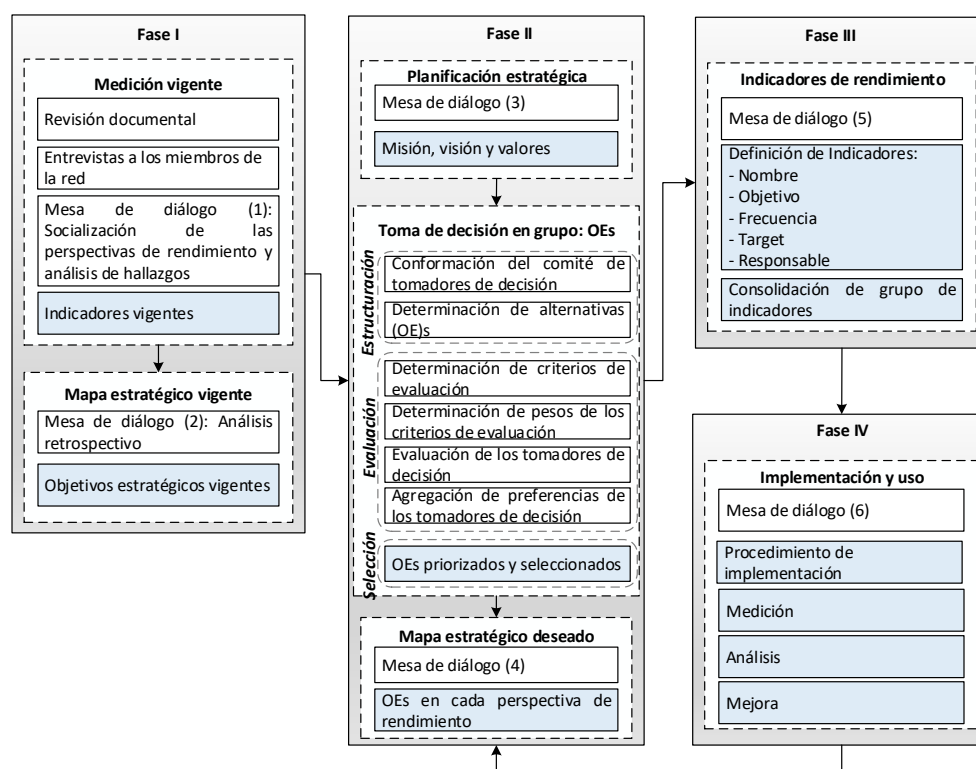 Fase I
Medición vigente
Revisión documental
Entrevistas a los miembros de
la red
Mesa de diálogo (1):
Socialización de las
perspectivas de rendimiento y
análisis de hallazgos
Indicadores vigentes
Mapa estratégico vigente
Mesa de diálogo (2): Análisis
retrospectivo
Objetivos estratégicos vigentes
Fase II
Planificación estratégica
Mesa de diálogo (3)
Misión, visión y valores
Toma de decisión en grupo: OEs
Estructuración
Conformación del comité de
tomadores de decisión
Determinación de alternativas
(OE)s
Evaluación
Determinación de criterios de
evaluación
Determinación de pesos de los
criterios de evaluación
Evaluación de los tomadores de
decisión
Agregación de preferencias de
los tomadores de decisión
Selección
OEs priorizados y seleccionados
Mapa estratégico deseado
Mesa de diálogo (4)
OEs en cada perspectiva de
rendimiento
Fase III
Indicadores de rendimiento
Mesa de diálogo (5)
Definición de Indicadores:
- Nombre
- Objetivo
- Frecuencia
- Target
- Responsable
Consolidación de grupo de
indicadores
Fase IV
Implementación y uso
Mesa de diálogo (6)
Procedimiento de
implementación
Medición
Análisis
Mejora